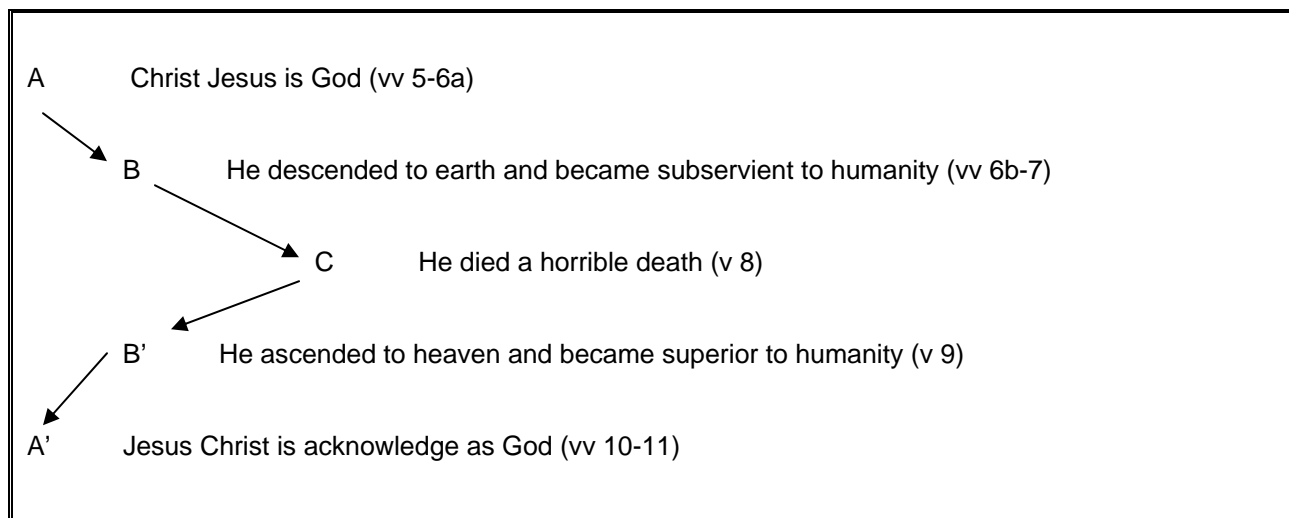 A Christ Jesus is God (vv 5-6a)
B He descended to earth and became subservient to humanity (vv 6b-7)
C He died a horrible death (v 8)
B’ He ascended to heaven and became superior to humanity (v 9)
A’ Jesus Christ is acknowledge as God (vv 10-11)